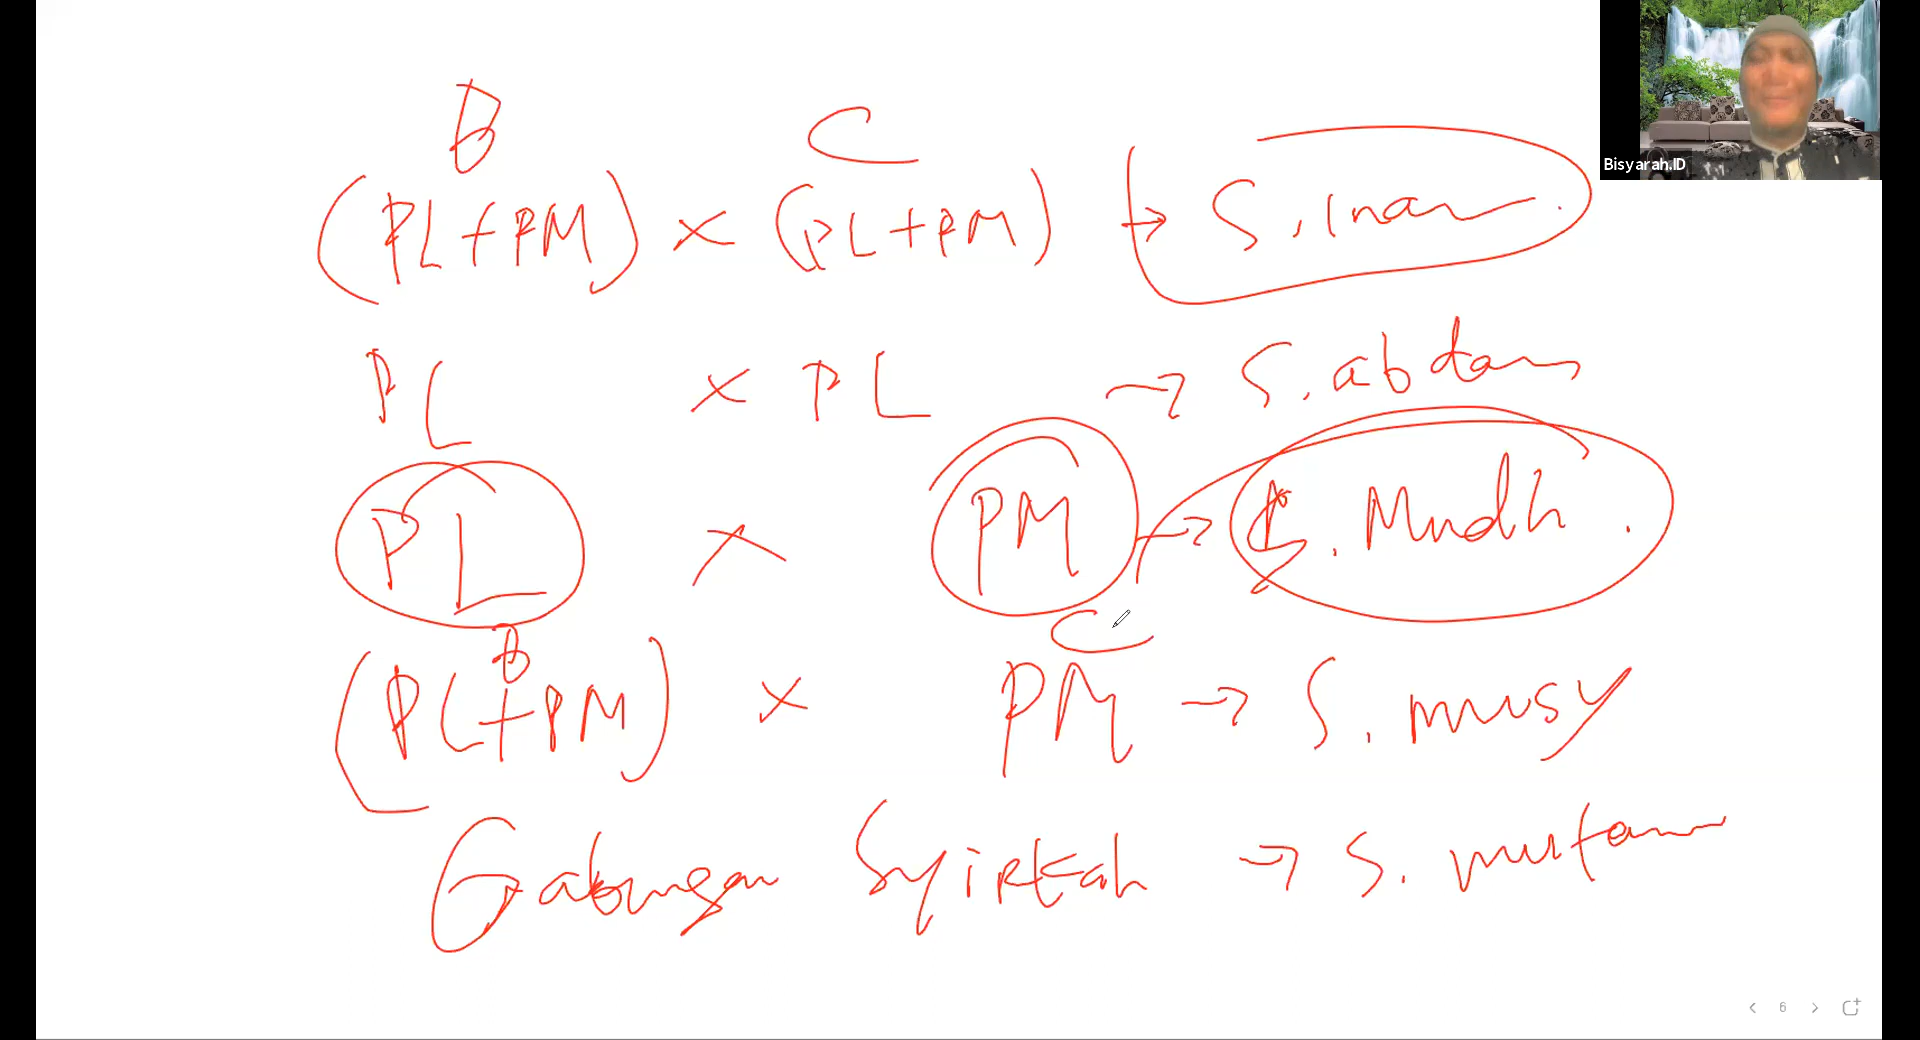 B C
(PL+PM) × (PL+PM) → S. Inan.
PL × PL → S. abdan
PL × PM → S. Mudh.
B C
(PL+PM) × PM → S. musy
Gabungan Syirkah → S. mufaw
Bisyarah.ID
6